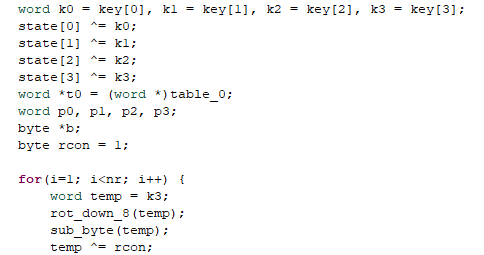 word k0 = key[0], k1 = key[1], k2 = key[2], k3 = key[3];
state[0] ^= k0;
state[1] ^= k1;
state[2] ^= k2;
state[3] ^= k3;
word *t0 = (word *)table_0;
word p0, p1, p2, p3;
byte *b;
byte rcon = 1;
for(i=1; i<nr; i++) {
word temp = k3;
rot_down_8(temp);
sub_byte(temp);
temp ^= rcon;